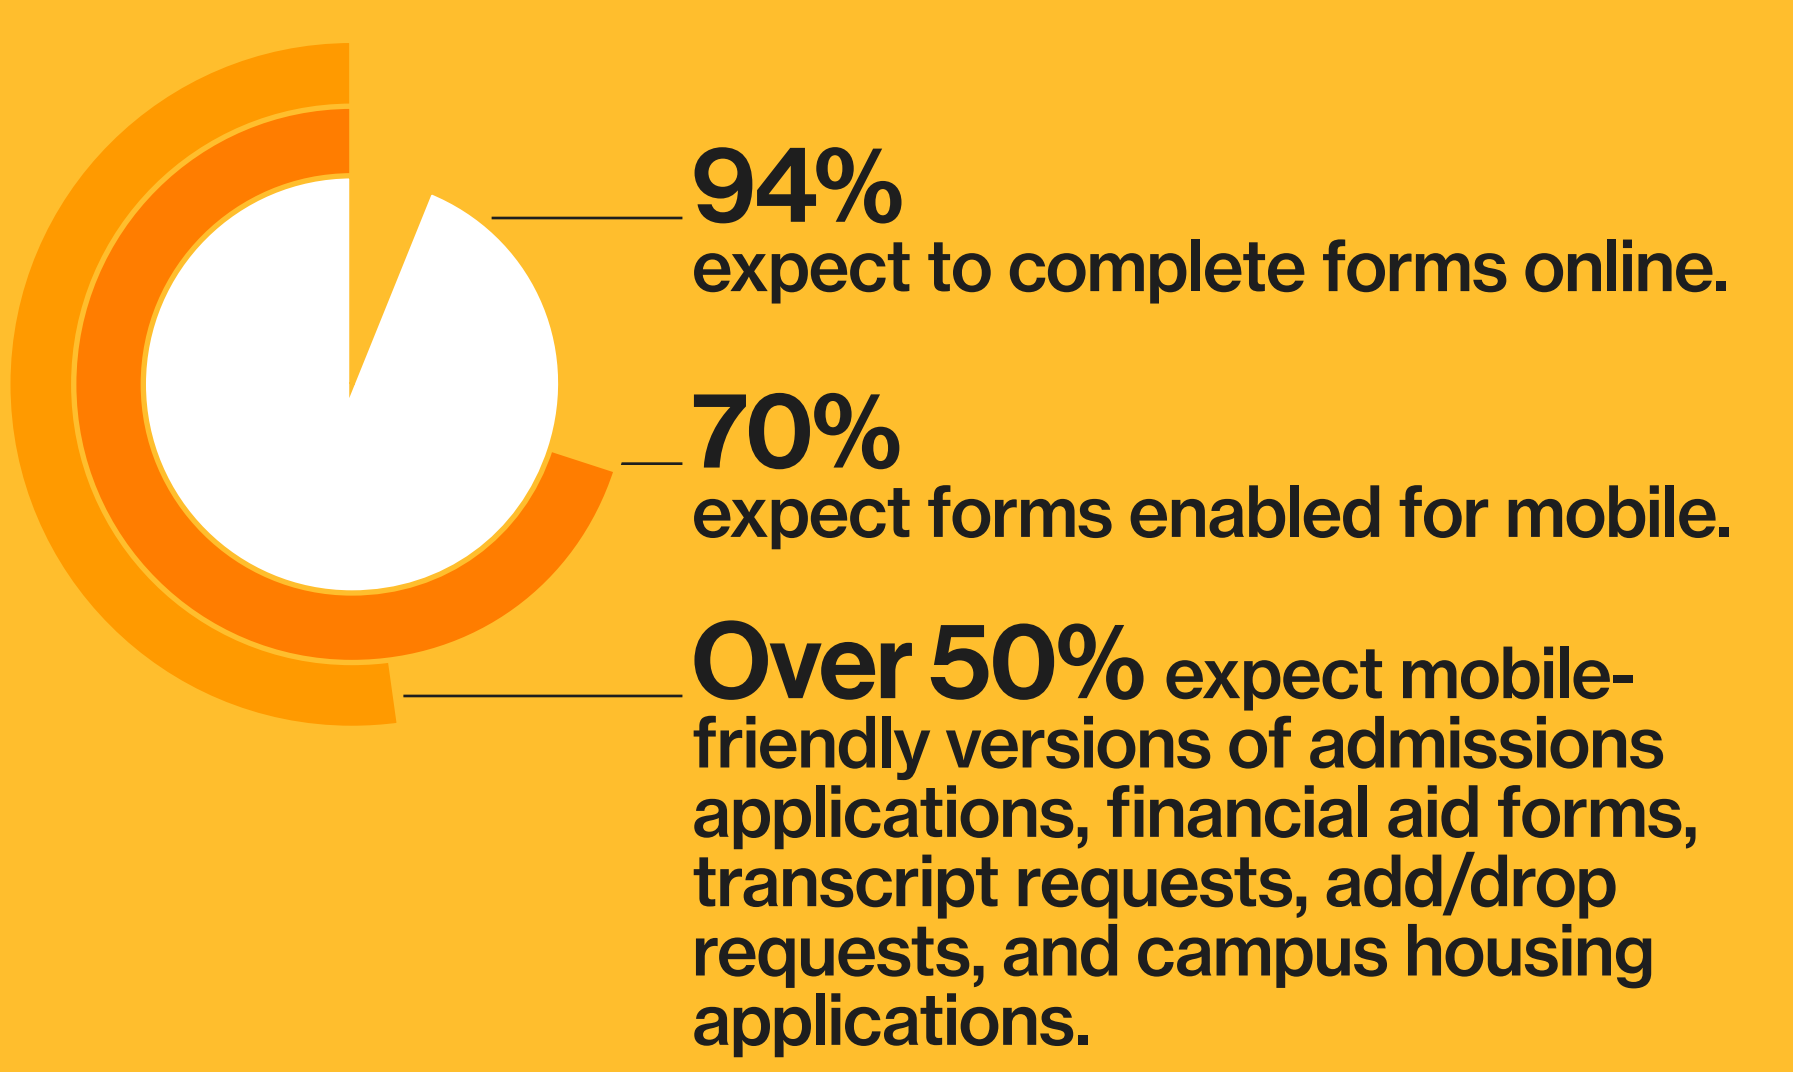 94%
expect to complete forms online.
70%
expect forms enabled for mobile.
Over 50% expect mobile-
friendly versions of admissions
applications, financial aid forms,
transcript requests, add/drop
requests, and campus housing
applications.